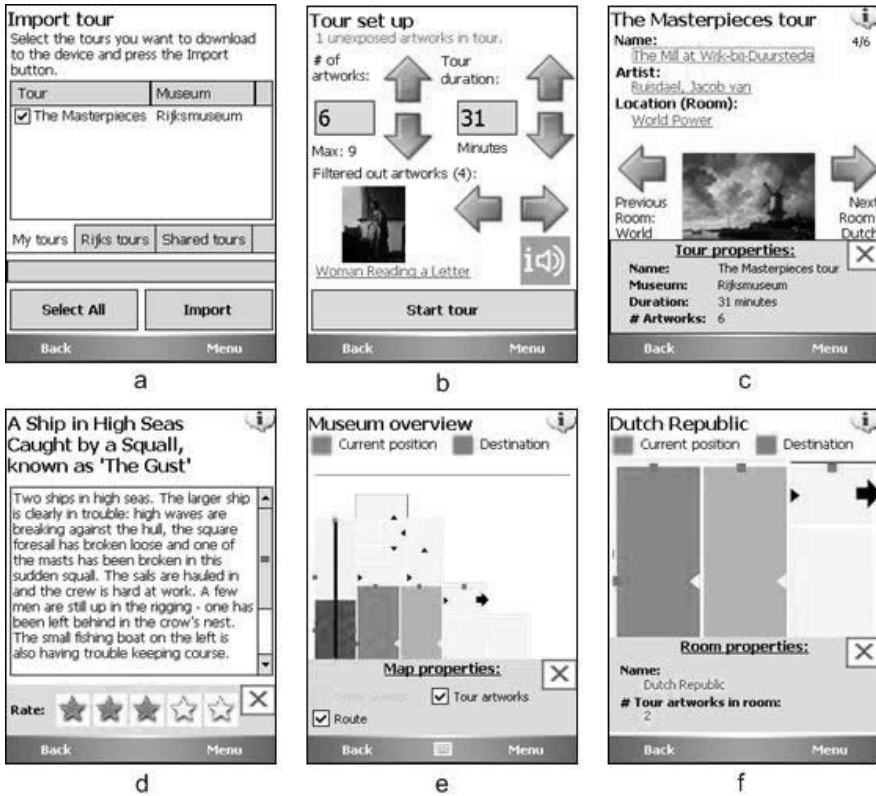 Import tour
Select the tours you want to download
to the device and press the Import
button.
Tour Museum
The Masterpieces Rijksmuseum
My tours Rijks tours Shared tours
Select All Import
Back Menu
a
Tour set up
1 unexposed artworks in tour.
# of
artworks:
Tour
duration:
6 31
Max: 9 Minutes
Filtered out artworks (4):
Woman Reading a Letter
Start tour
Back Menu
b
The Masterpieces tour
Name: 4/6
The Mill at Wijk-bij-Duurstede
Artist:
Ruisdael, Jacob van
Location (Room):
World Power
Previous
Room:
World
Next
Room
Dutch
Tour properties:
Name: The Masterpieces tour
Museum: Rijksmuseum
Duration: 31 minutes
# Artworks: 6
Back Menu
c
A Ship in High Seas
Caught by a Squall,
known as 'The Gust'
Two ships in high seas. The larger ship
is clearly in trouble: high waves are
breaking against the hull, the square
foresail has broken loose and one of
the masts has been broken in this
sudden squall. The sails are hauled in
and the crew is hard at work. A few
men are still up in the rigging - one has
been left behind in the crow's nest.
The small fishing boat on the left is
also having trouble keeping course.
Rate:
Back Menu
d
Museum overview
Current position Destination
Map properties:
Tour artworks
Route
Back Menu
e
Dutch Republic
Current position Destination
Room properties:
Name:
Dutch Republic
# Tour artworks in room:
2
Back Menu
f